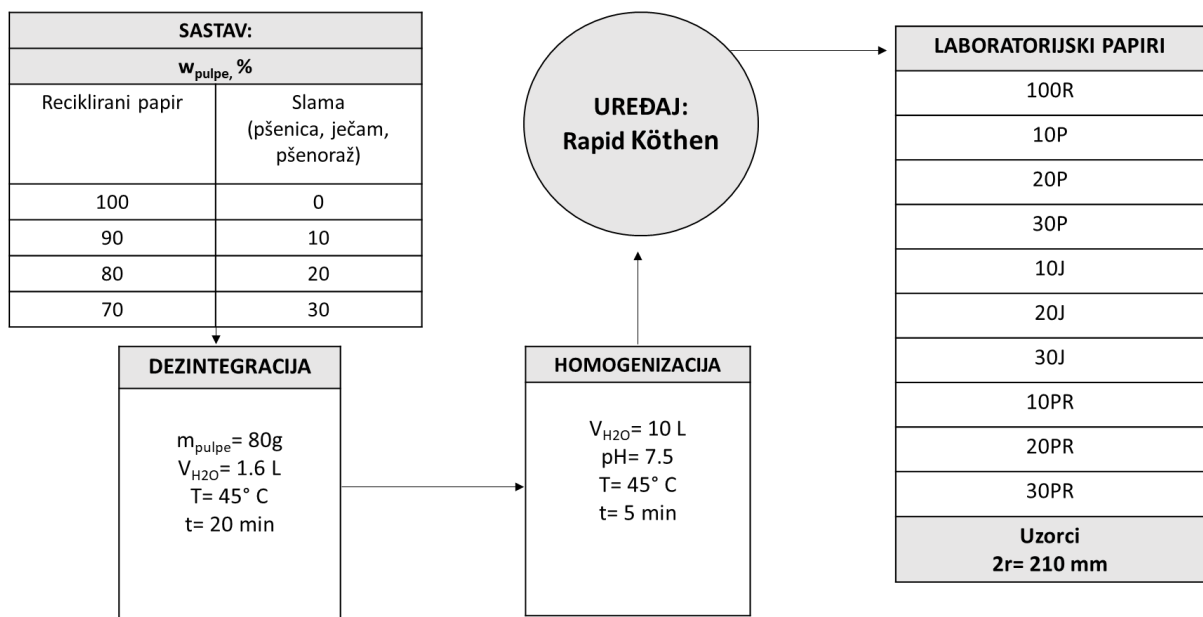 SASTAV:
wpulpe, %
Reciklirani papir
Slama
(pšenica, ječam,
pšenoraž)
100 0
90 10
80 20
70 30
DEZINTEGRACIJA
mpulpe= 80g
VH2O= 1.6 L
T= 45° C
t= 20 min
HOMOGENIZACIJA
VH2O= 10 L
pH= 7.5
T= 45° C
t= 5 min
UREĐAJ:
Rapid Köthen
LABORATORIJSKI PAPIRI
100R
10P
20P
30P
10J
20J
30J
10PR
20PR
30PR
Uzorci
2r= 210 mm